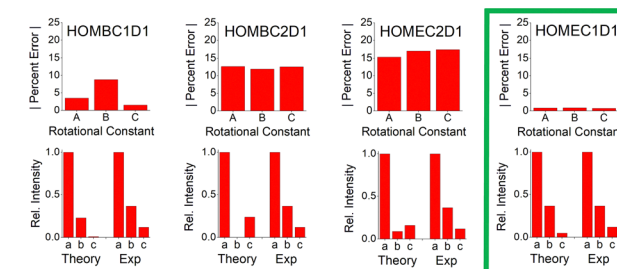 HOMBC1D1
| Percent Error |
25
20
15
10
5
0
A B C
Rotational Constant
HOMBC2D1
| Percent Error |
25
20
15
10
5
0
A B C
Rotational Constant
HOMEC2D1
| Percent Error |
25
20
15
10
5
0
A B C
Rotational Constant
HOMEC1D1
| Percent Error |
25
20
15
10
5
0
A B C
Rotational Constan
Rel. Intensity
1.0
0.5
0.0
a b c a b c
Theory Exp
Rel. Intensity
1.0
0.5
0.0
a b c a b c
Theory Exp
Rel. Intensity
1.0
0.5
0.0
a b c a b c
Theory Exp
Rel. Intensity
1.0
0.5
0.0
a b c a b c
Theory Exp